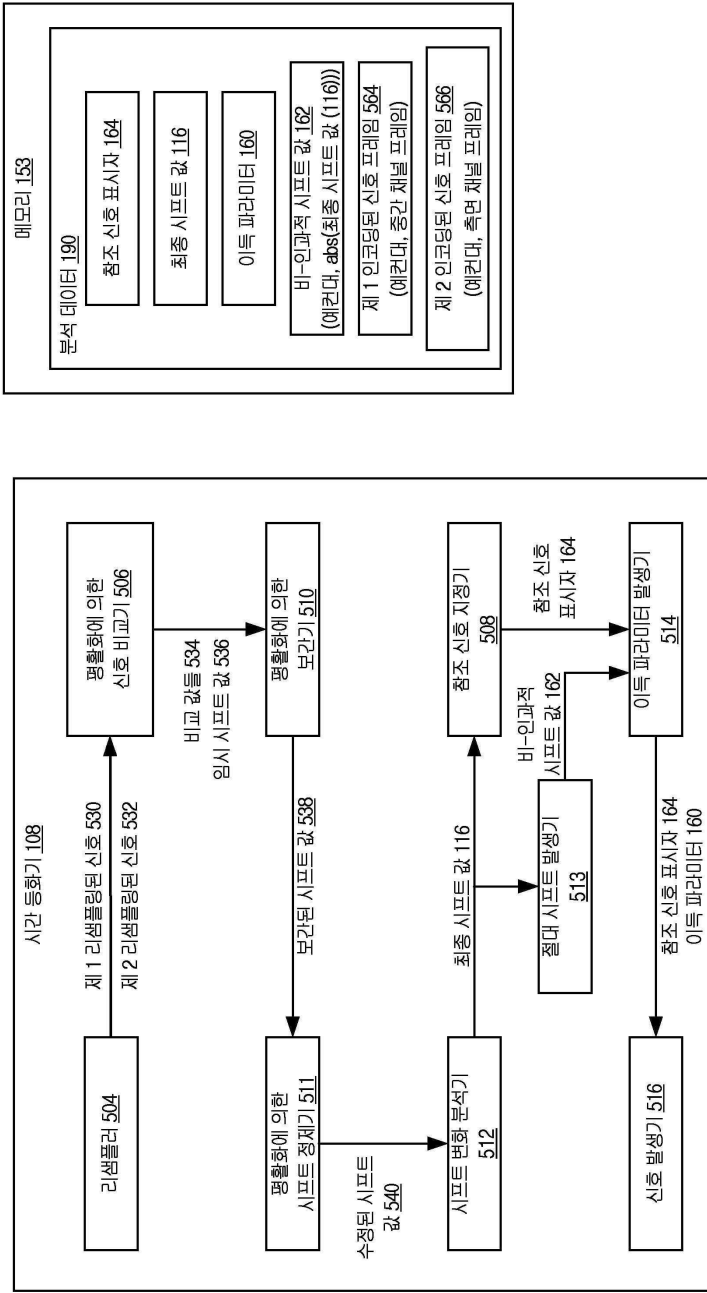 시간 등화기 108
리샘플러 504
제 1 리샘플링된 신호 530
제 2 리샘플링된 신호 532
평활화에 의한
신호 비교기 506
비교 값들 534
임시 시프트 값 536
평활화에 의한
보간기 510
보간된 시프트 값 538
평활화에 의한
시프트 정제기 511
수정된 시프트
값 540
시프트 변화 분석기
512
최종 시프트 값 116
참조 신호 지정기
508
절대 시프트 발생기
513
비-인과적
시프트 값 162
참조 신호
표시자 164
이득 파라미터 발생기
514
참조 신호 표시자 164
이득 파라미터 160
신호 발생기 516
메모리 153
분석 데이터 190
참조 신호 표시자 164
최종 시프트 값 116
이득 파라미터 160
비-인과적 시프트 값 162
(예컨대, abs(최종 시프트 값 (116)))
제 1 인코딩된 신호 프레임 564
(예컨대, 중간 채널 프레임)
제 2 인코딩된 신호 프레임 566
(예컨대, 측면 채널 프레임)